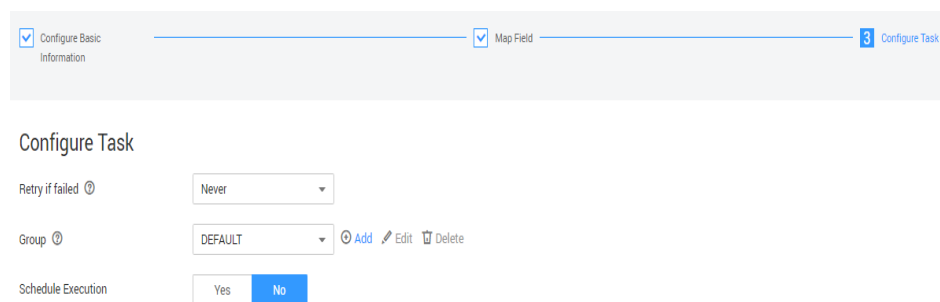 Configure Basic
Information
Map Field
3 Configure Task
Configure Task
Retry if failed ? Never
Group ? DEFAULT Add Edit Delete
Schedule Execution Yes No